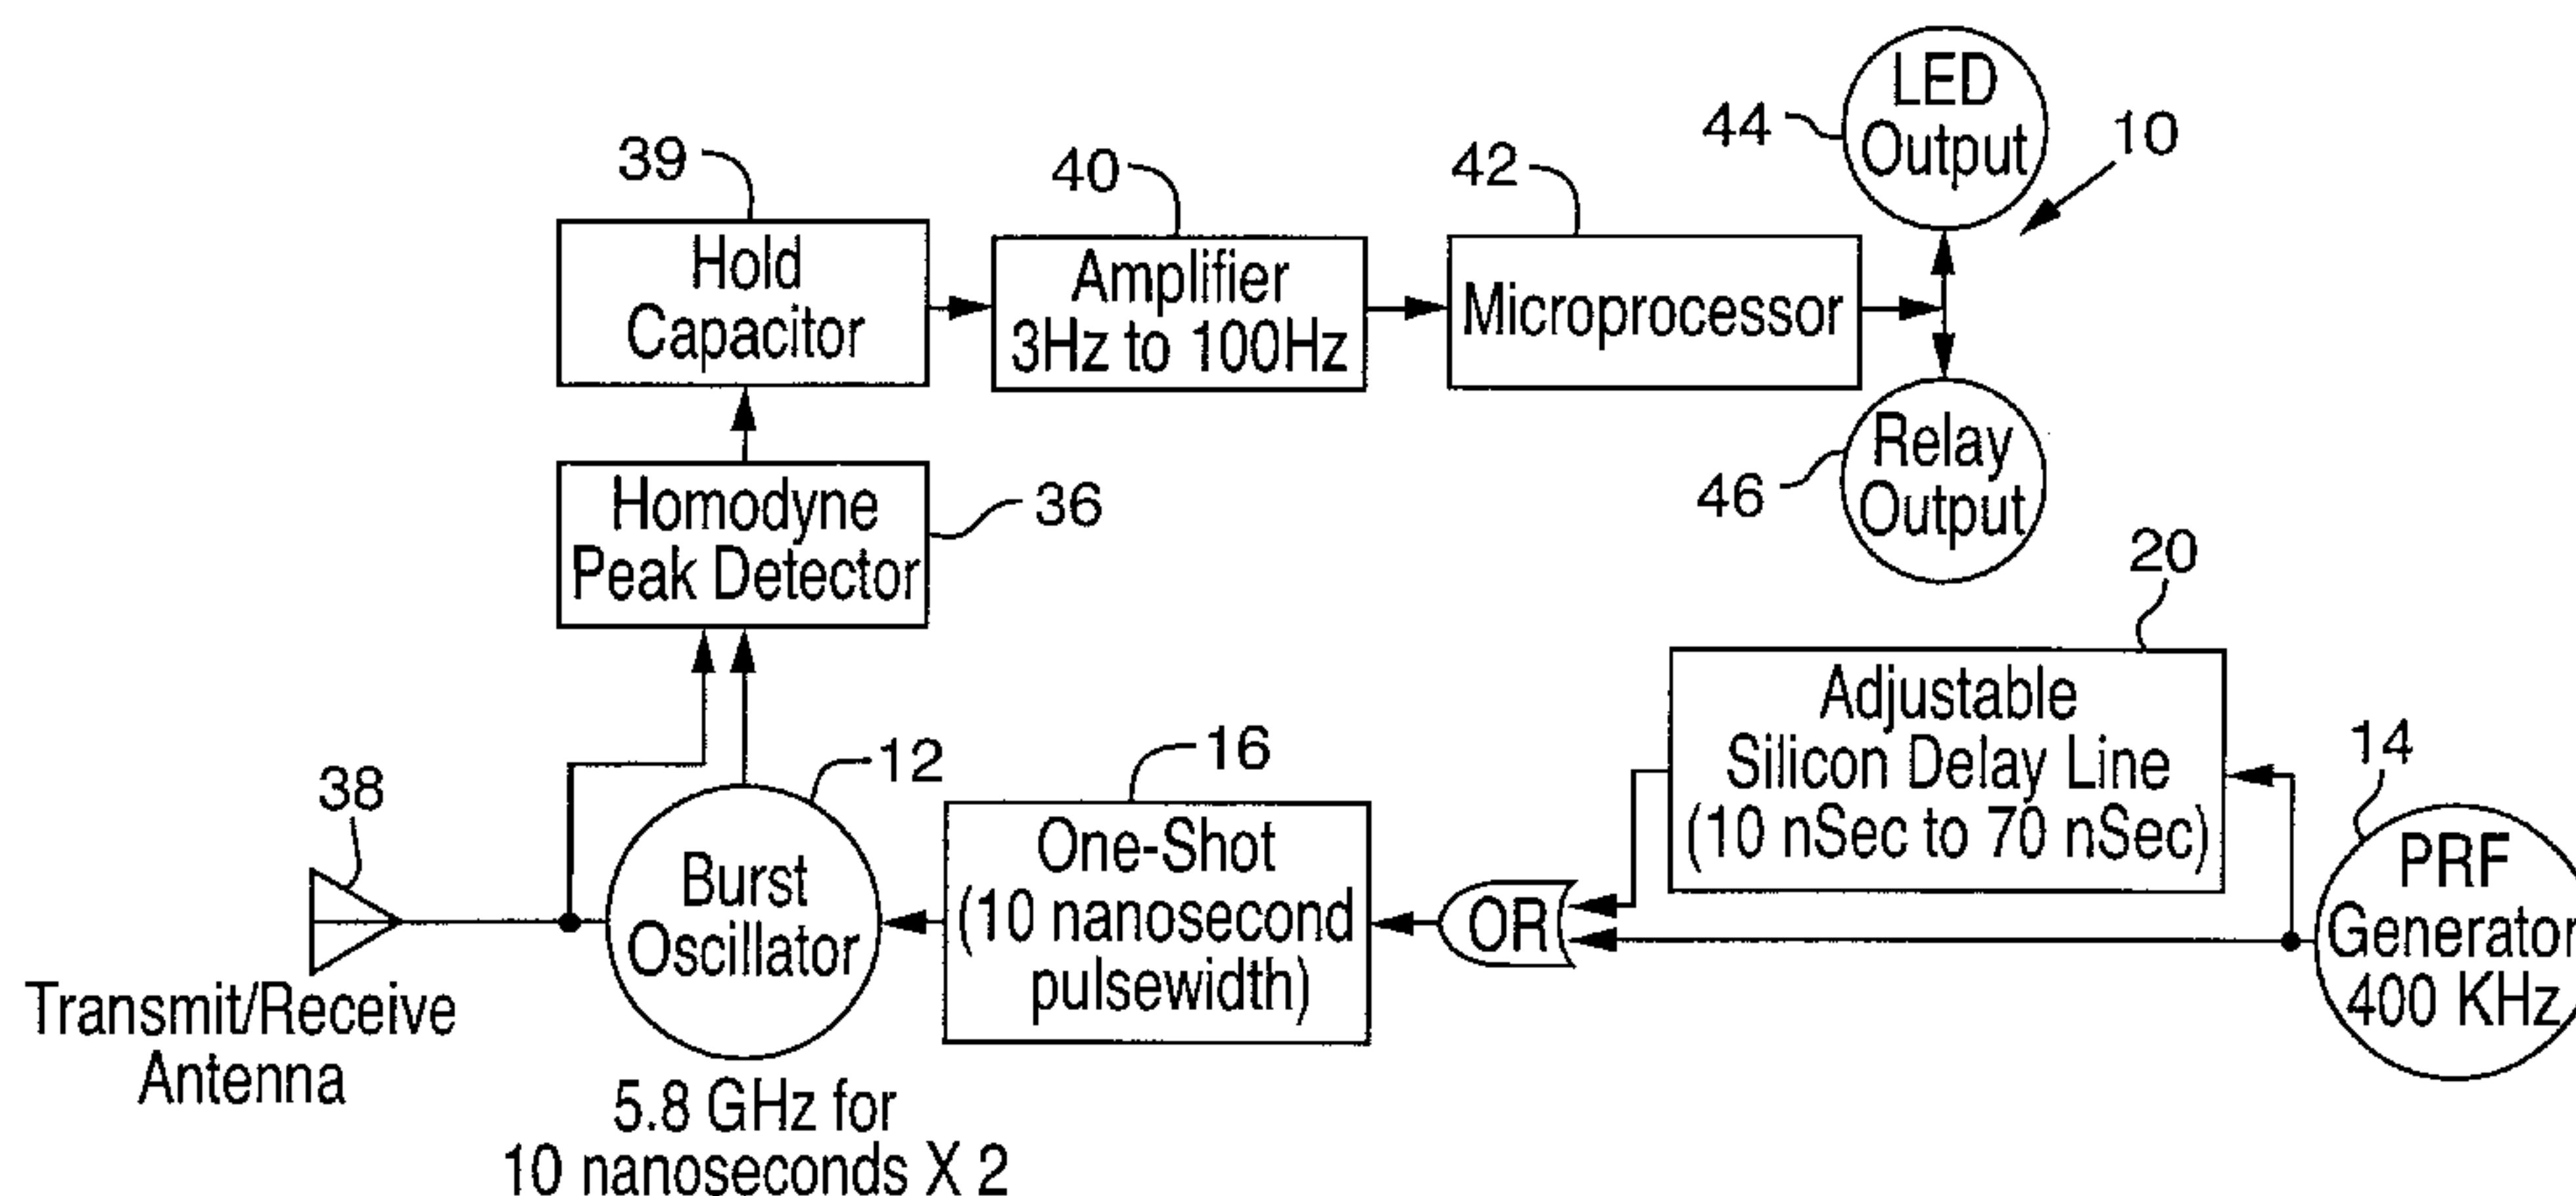 LED
Output
44
10
39
40
42
Hold
Capacitor
Amplifier
3Hz to 100Hz
Microprocessor
Relay
Output
46
Homodyne
Peak Detector
36
20
Adjustable
Silicon Delay Line
(10 nSec to 70 nSec)
14
PRF
Generator
400 KHz
16
One-Shot
(10 nanosecond
pulsewidth)
OR
12
Burst
Oscillator
38
Transmit/Receive
Antenna
5.8 GHz for
10 nanoseconds X 2